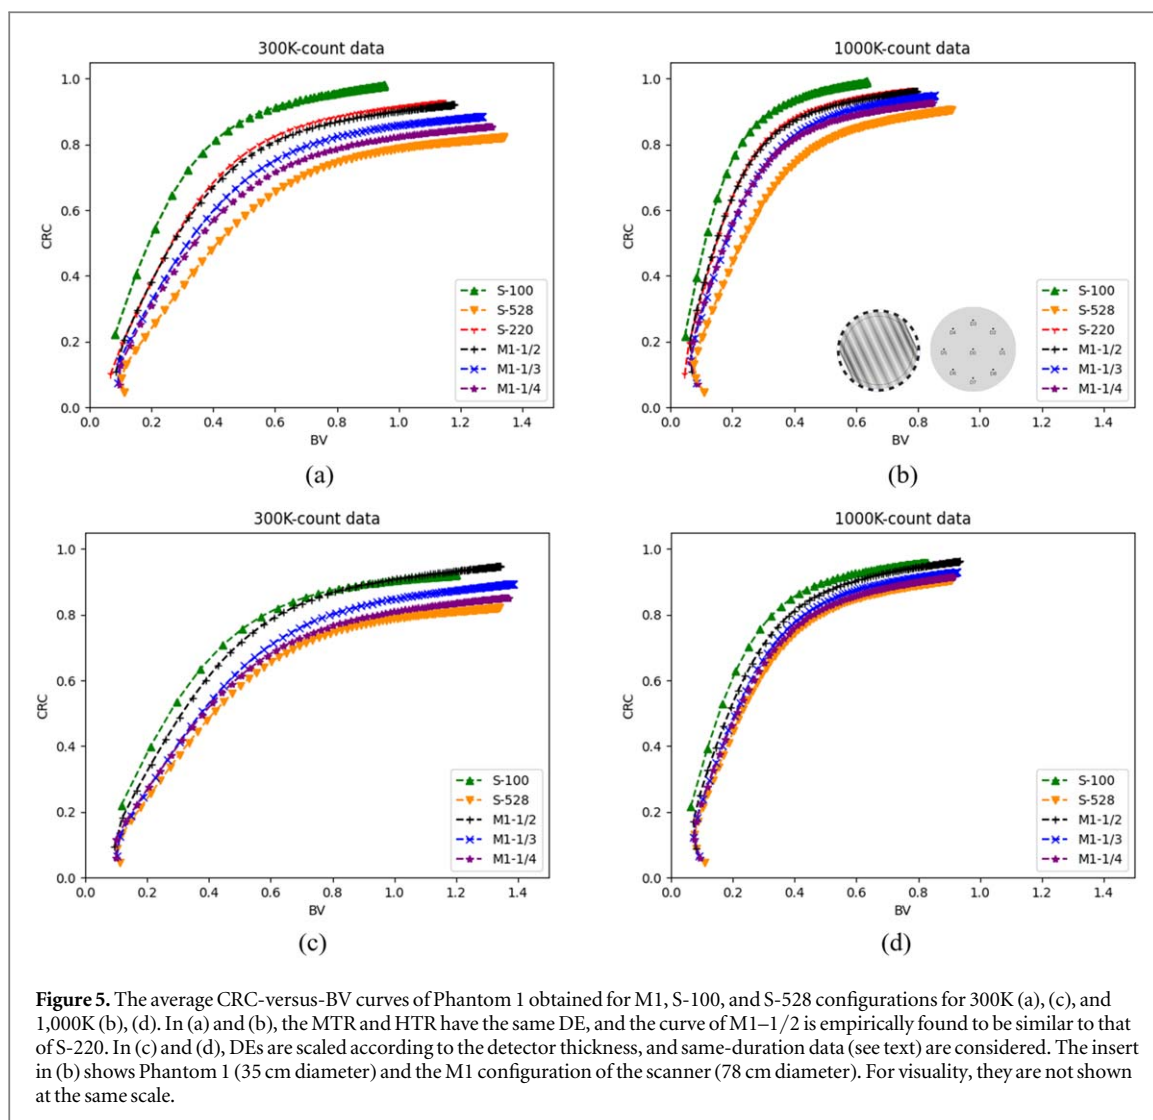 300K-count data
CRC
1.0
0.8
0.6
0.4
0.2
0.0
S-100
S-528
S-220
M1-1/2
M1-1/3
M1-1/4
0.0 0.2 0.4 0.6 0.8 1.0 1.2 1.4
BV
(a)
1000K-count data
CRC
1.0
0.8
0.6
0.4
0.2
0.0
S-100
S-528
S-220
M1-1/2
M1-1/3
M1-1/4
0.0 0.2 0.4 0.6 0.8 1.0 1.2 1.4
BV
(b)
300K-count data
CRC
1.0
0.8
0.6
0.4
0.2
0.0
S-100
S-528
M1-1/2
M1-1/3
M1-1/4
0.0 0.2 0.4 0.6 0.8 1.0 1.2 1.4
BV
(c)
1000K-count data
CRC
1.0
0.8
0.6
0.4
0.2
0.0
S-100
S-528
M1-1/2
M1-1/3
M1-1/4
0.0 0.2 0.4 0.6 0.8 1.0 1.2 1.4
BV
(d)
Figure 5. The average CRC-versus-BV curves of Phantom 1 obtained for M1, S-100, and S-528 configurations for 300K (a), (c), and
1,000K (b), (d). In (a) and (b), the MTR and HTR have the same DE, and the curve of M1–1/2 is empirically found to be similar to that
of S-220. In (c) and (d), DEs are scaled according to the detector thickness, and same-duration data (see text) are considered. The insert
in (b) shows Phantom 1 (35 cm diameter) and the M1 configuration of the scanner (78 cm diameter). For visuality, they are not shown
at the same scale.